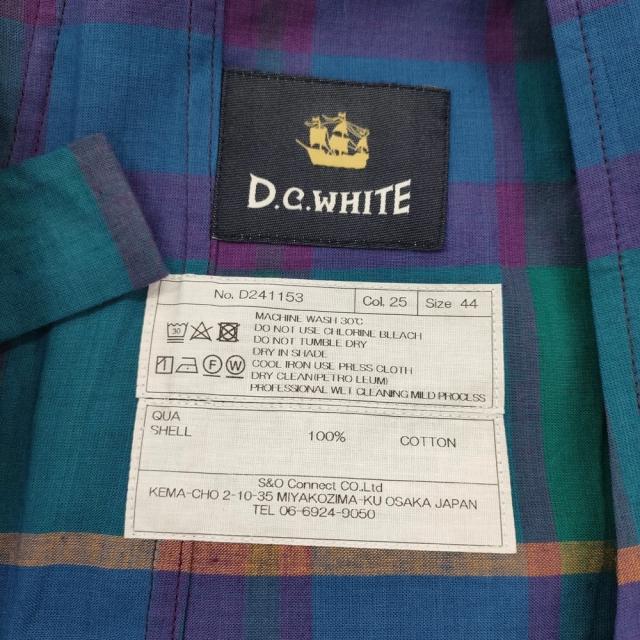 D.C.WHITE
No. D241153 Col. 25 Size 44
30
MACHINE WASH 30℃
DO NOT USE CHLORINE BLEACH
DO NOT TUMBLE DRY
DRY IN SHADE
COOL IRON USE PRESS CLOTH
DRY CLEAN(PETRO LEUM)
PROFESSIONAL WET CLEANING MILD PROCESS
F W
QUA
SHELL 100% COTTON
S&O Connect CO.,Ltd
KEMA-CHO 2-10-35 MIYAKOZIMA-KU OSAKA JAPAN
TEL 06-6924-9050